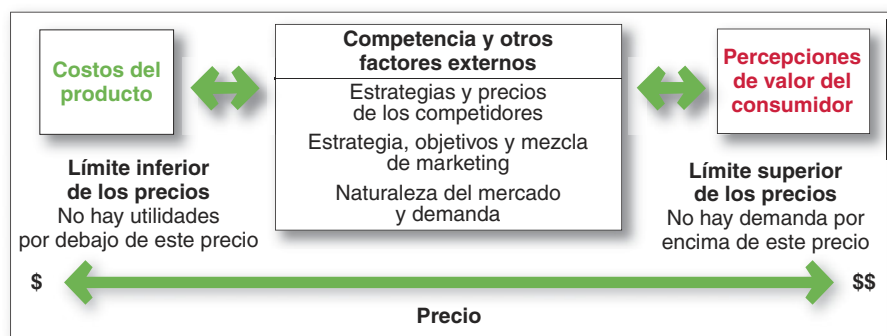 Costos del
producto
Límite inferior
de los precios
No hay utilidades
por debajo de este precio
Competencia y otros
factores externos
Estrategias y precios
de los competidores
Estrategia, objetivos y mezcla
de marketing
Naturaleza del mercado
y demanda
Percepciones
de valor del
consumidor
Límite superior
de los precios
No hay demanda por
encima de este precio
$
$$
Precio